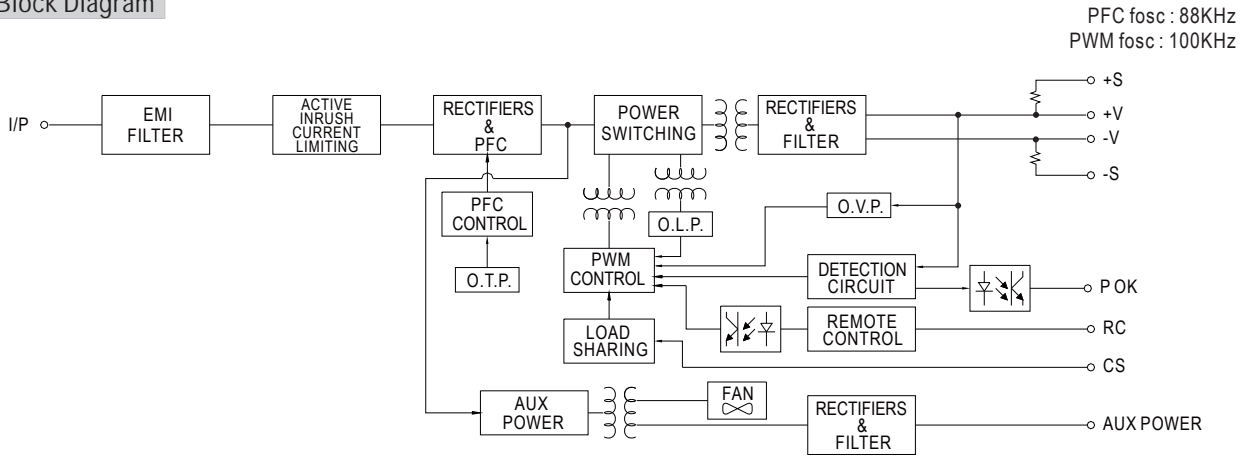 Block Diagram
PFC fosc : 88KHz
PWM fosc : 100KHz
I/P
EMI
FILTER
ACTIVE
INRUSH
CURRENT
LIMITING
RECTIFIERS
&
PFC
POWER
SWITCHING
RECTIFIERS
&
FILTER
+S
+V
-V
-S
PFC
CONTROL
O.T.P.
O.L.P.
O.V.P.
PWM
CONTROL
DETECTION
CIRCUIT
P OK
LOAD
SHARING
REMOTE
CONTROL
RC
CS
AUX
POWER
FAN
RECTIFIERS
&
FILTER
AUX POWER